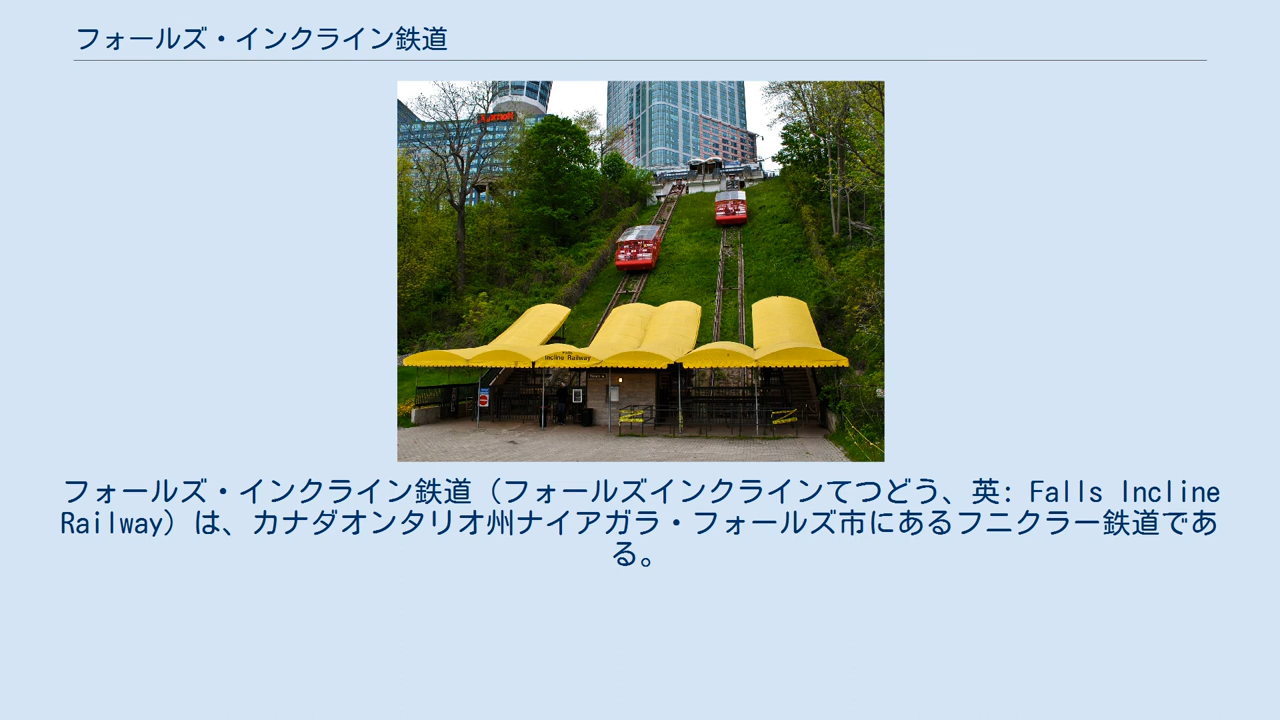 フォールズ・インクライン鉄道
Marriott
Falls
Incline Railway
フォールズ・インクライン鉄道（フォールズインクラインてつどう、英: Falls Incline
Railway）は、カナダオンタリオ州ナイアガラ・フォールズ市にあるフニクラー鉄道であ
る。